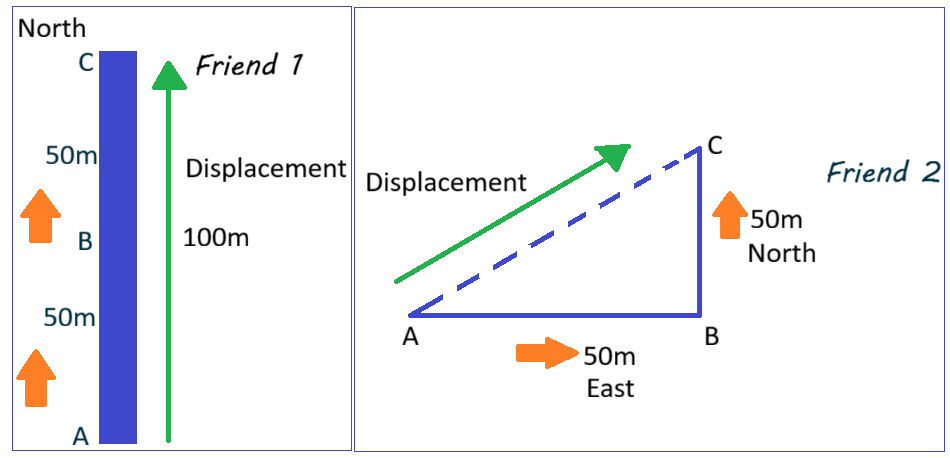 North
C
Friend 1
50m
Displacement
B
100m
50m
A
C
Friend 2
Displacement
50m
North
A
B
50m
East